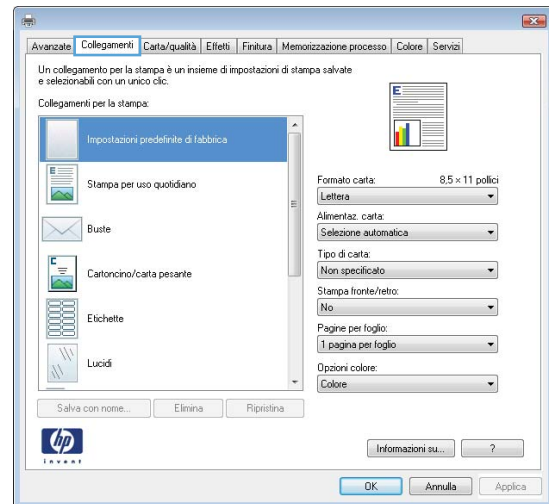 Avanzate Collegamenti Carta/qualità Effetti Finitura Memorizzazione processo Colore Servizi
Un collegamento per la stampa è un insieme di impostazioni di stampa salvate
e selezionabili con un unico clic.
Collegamenti per la stampa:
Impostazioni predefinite di fabbrica
Stampa per uso quotidiano
Buste
Cartoncino/carta pesante
Etichette
Lucidi
Salva con nome... Elimina Ripristina
Formato carta: 8,5 × 11 pollici
Lettera
Alimentaz. carta:
Selezione automatica
Tipo di carta:
Non specificato
Stampa fronte/retro:
No
Pagine per foglio:
1 pagina per foglio
Opzioni colore:
Colore
hp
invent
Informazioni su... ?
OK Annulla Applica